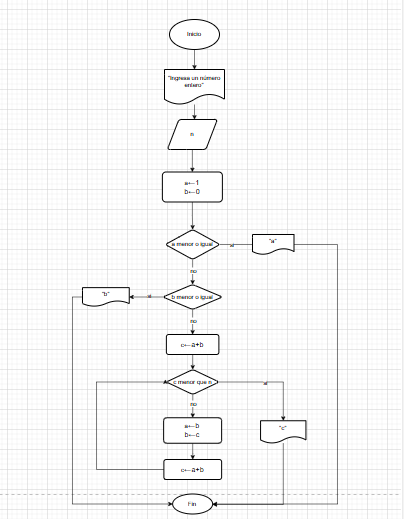 Inicio
"Ingresa un número
entero"
n
a←1
b←0
a menor o igual
si
"a"
no
b menor o igual
si
"b"
no
c←a+b
c menor que n
si
no
a←b
b←c
"c"
c←a+b
Fin